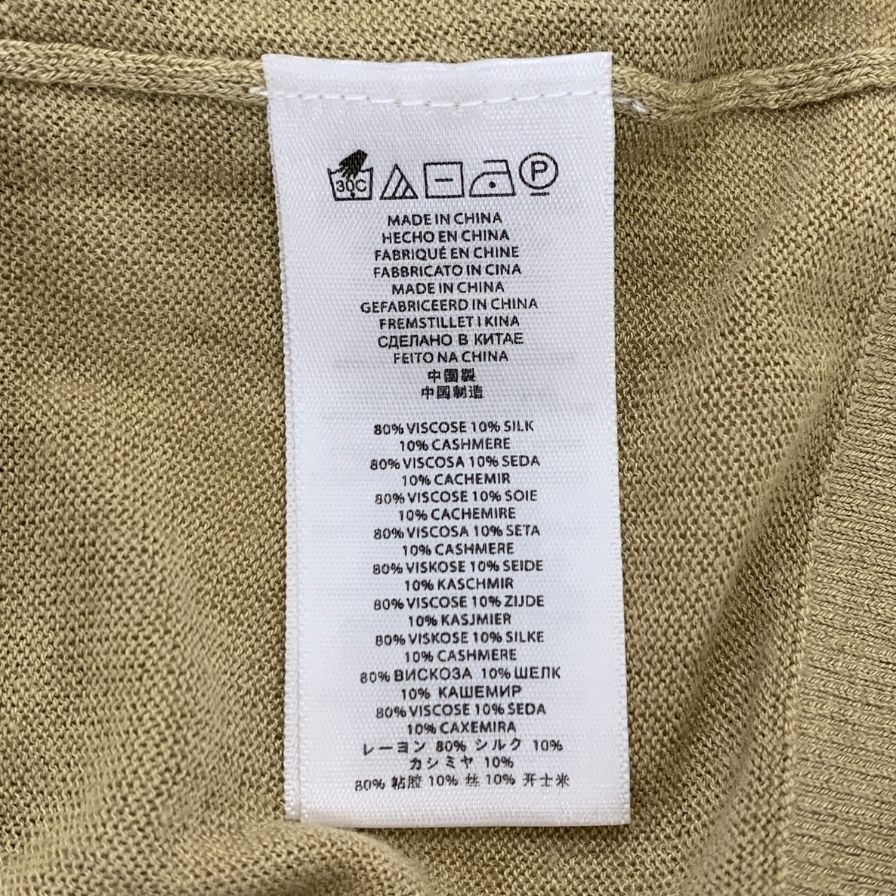 30C P
MADE IN CHINA
HECHO EN CHINA
FABRIQUÉ EN CHINE
FABBRICATO IN CINA
MADE IN CHINA
GEFABRICEERD IN CHINA
FREMSTILLET I KINA
СДЕЛАНО В КИТАЕ
FEITO NA CHINA
中國製
中国制造
80% VISCOSE 10% SILK
10% CASHMERE
80% VISCOSA 10% SEDA
10% CACHEMIR
80% VISCOSE 10% SOIE
10% CACHEMIRE
80% VISCOSA 10% SETA
10% CASHMERE
80% VISKOSE 10% SEIDE
10% KASCHMIR
80% VISCOSE 10% ZIJDE
10% KASJMIER
80% VISKOSE 10% SILKE
10% CASHMERE
80% ВИСКОЗА 10% ШЕЛК
10% КАШЕМИР
80% VISCOSE 10% SEDA
10% CAXEMIRA
レーヨン 80% シルク 10%
カシミヤ 10%
80% 粘胶 10% 丝 10% 开士米